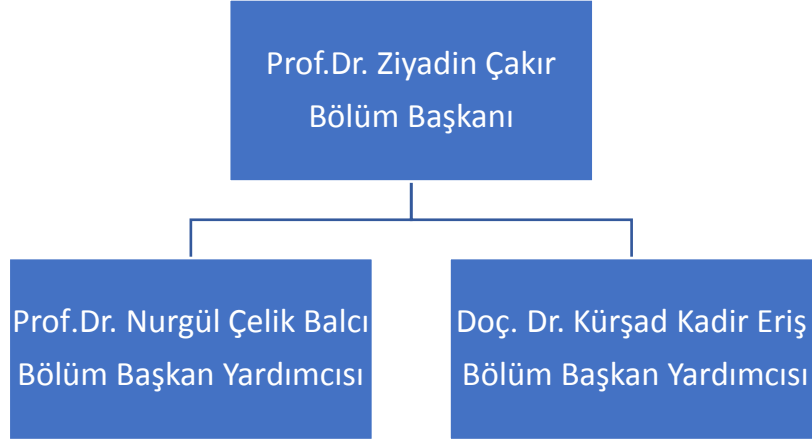 Prof.Dr. Ziyadin Çakır
Bölüm Başkanı
Prof.Dr. Nurgül Çelik Balcı
Bölüm Başkan Yardımcısı
Doç. Dr. Kürşad Kadir Eriş
Bölüm Başkan Yardımcısı